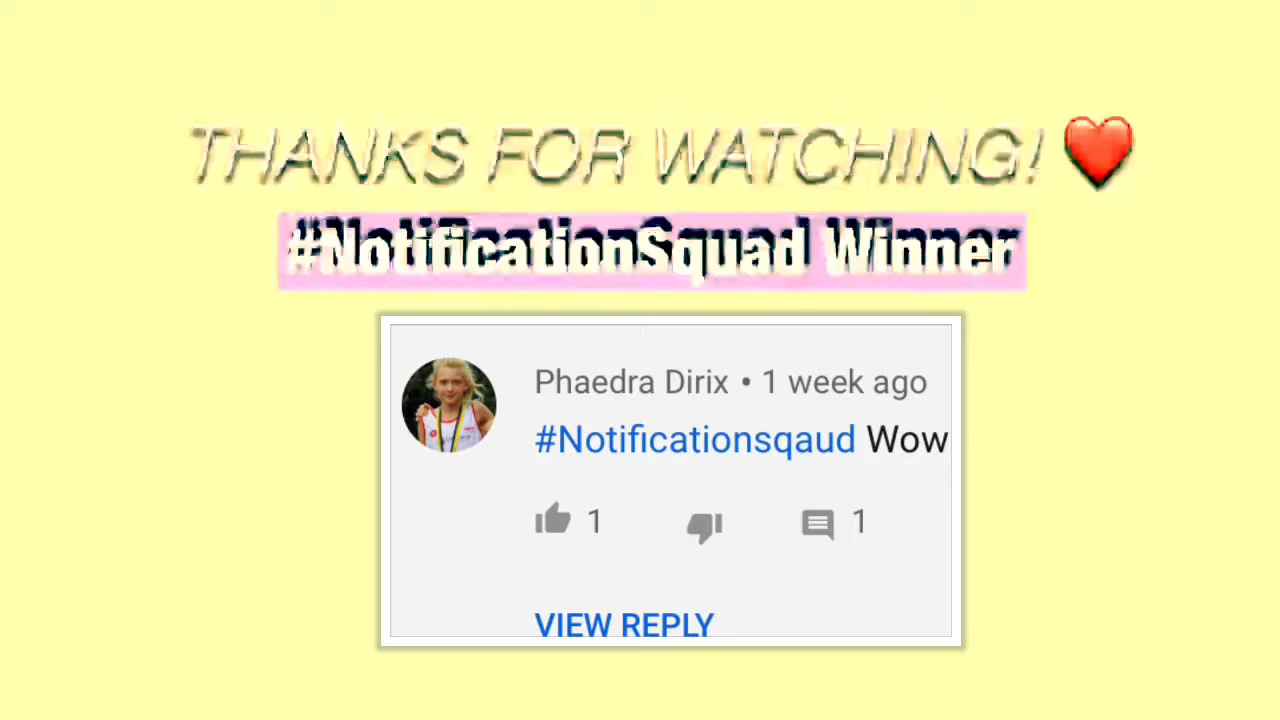 THANKS FOR WATCHING! ❤️
#NotificationSquad Winner
Phaedra Dirix • 1 week ago
#Notificationsqaud Wow
1 1
VIEW REPLY